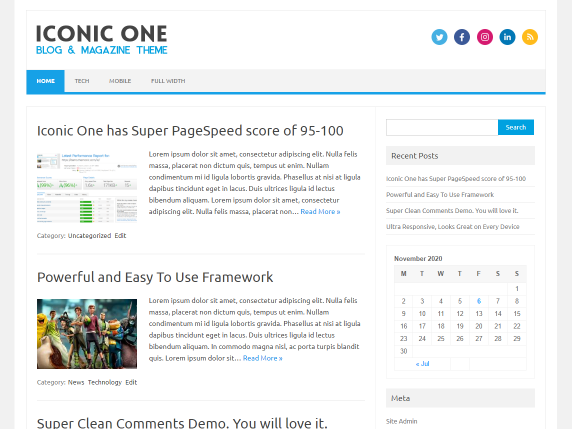 ICONIC ONE
BLOG & MAGAZINE THEME
HOME TECH MOBILE FULL WIDTH
Iconic One has Super PageSpeed score of 95-100
Lorem ipsum dolor sit amet, consectetur adipiscing elit. Nulla felis
massa, placerat non dictum quis, tempus ut enim. Nullam
condimentum mi id ligula lobortis gravida. Phasellus at nisi at ligula
dapibus tincidunt eget in lacus. Duis ultrices ligula id lectus
bibendum aliquam. Lorem ipsum dolor sit amet, consectetur
adipiscing elit. Nulla felis massa, placerat non… Read More »
Category: Uncategorized Edit
Powerful and Easy To Use Framework
Lorem ipsum dolor sit amet, consectetur adipiscing elit. Nulla felis
massa, placerat non dictum quis, tempus ut enim. Nullam
condimentum mi id ligula lobortis gravida. Phasellus at nisi at ligula
dapibus tincidunt eget in lacus. Duis ultrices ligula id lectus
bibendum aliquam. In commodo magna nisl, ac porta turpis blandit
quis. Lorem ipsum dolor sit… Read More »
Category: News Technology Edit
Super Clean Comments Demo. You will love it.
Search
Recent Posts
Iconic One has Super PageSpeed score of 95-100
Powerful and Easy To Use Framework
Super Clean Comments Demo. You will love it.
Ultra Responsive, Looks Great on Every Device
November 2020
M T W T F S S
1
2 3 4 5 6 7 8
9 10 11 12 13 14 15
16 17 18 19 20 21 22
23 24 25 26 27 28 29
30
« Jul
Meta
Site Admin